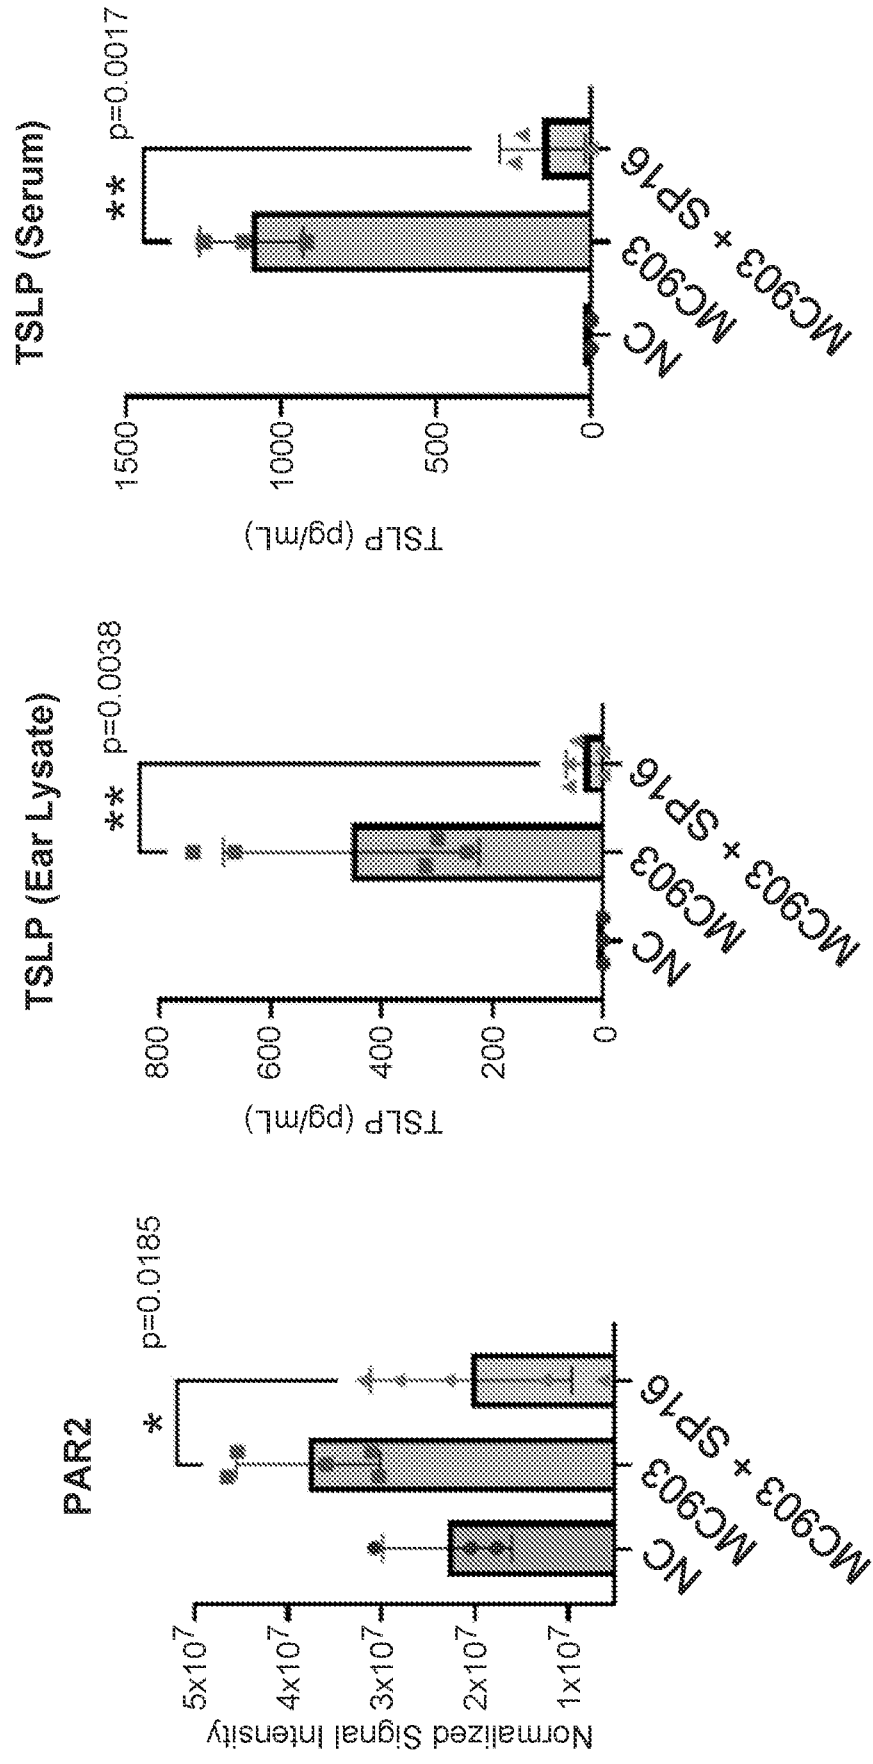 PAR2
p=0.0185
*
5x10⁷
4x10⁷
3x10⁷
2x10⁷
1x10⁷
Normalized Signal Intensity
NC
MC903
MC903 + SP16
TSLP (Ear Lysate)
p=0.0038
**
800
600
400
200
0
TSLP (pg/mL)
NC
MC903
MC903 + SP16
TSLP (Serum)
p=0.0017
**
1500
1000
500
0
TSLP (pg/mL)
NC
MC903
MC903 + SP16